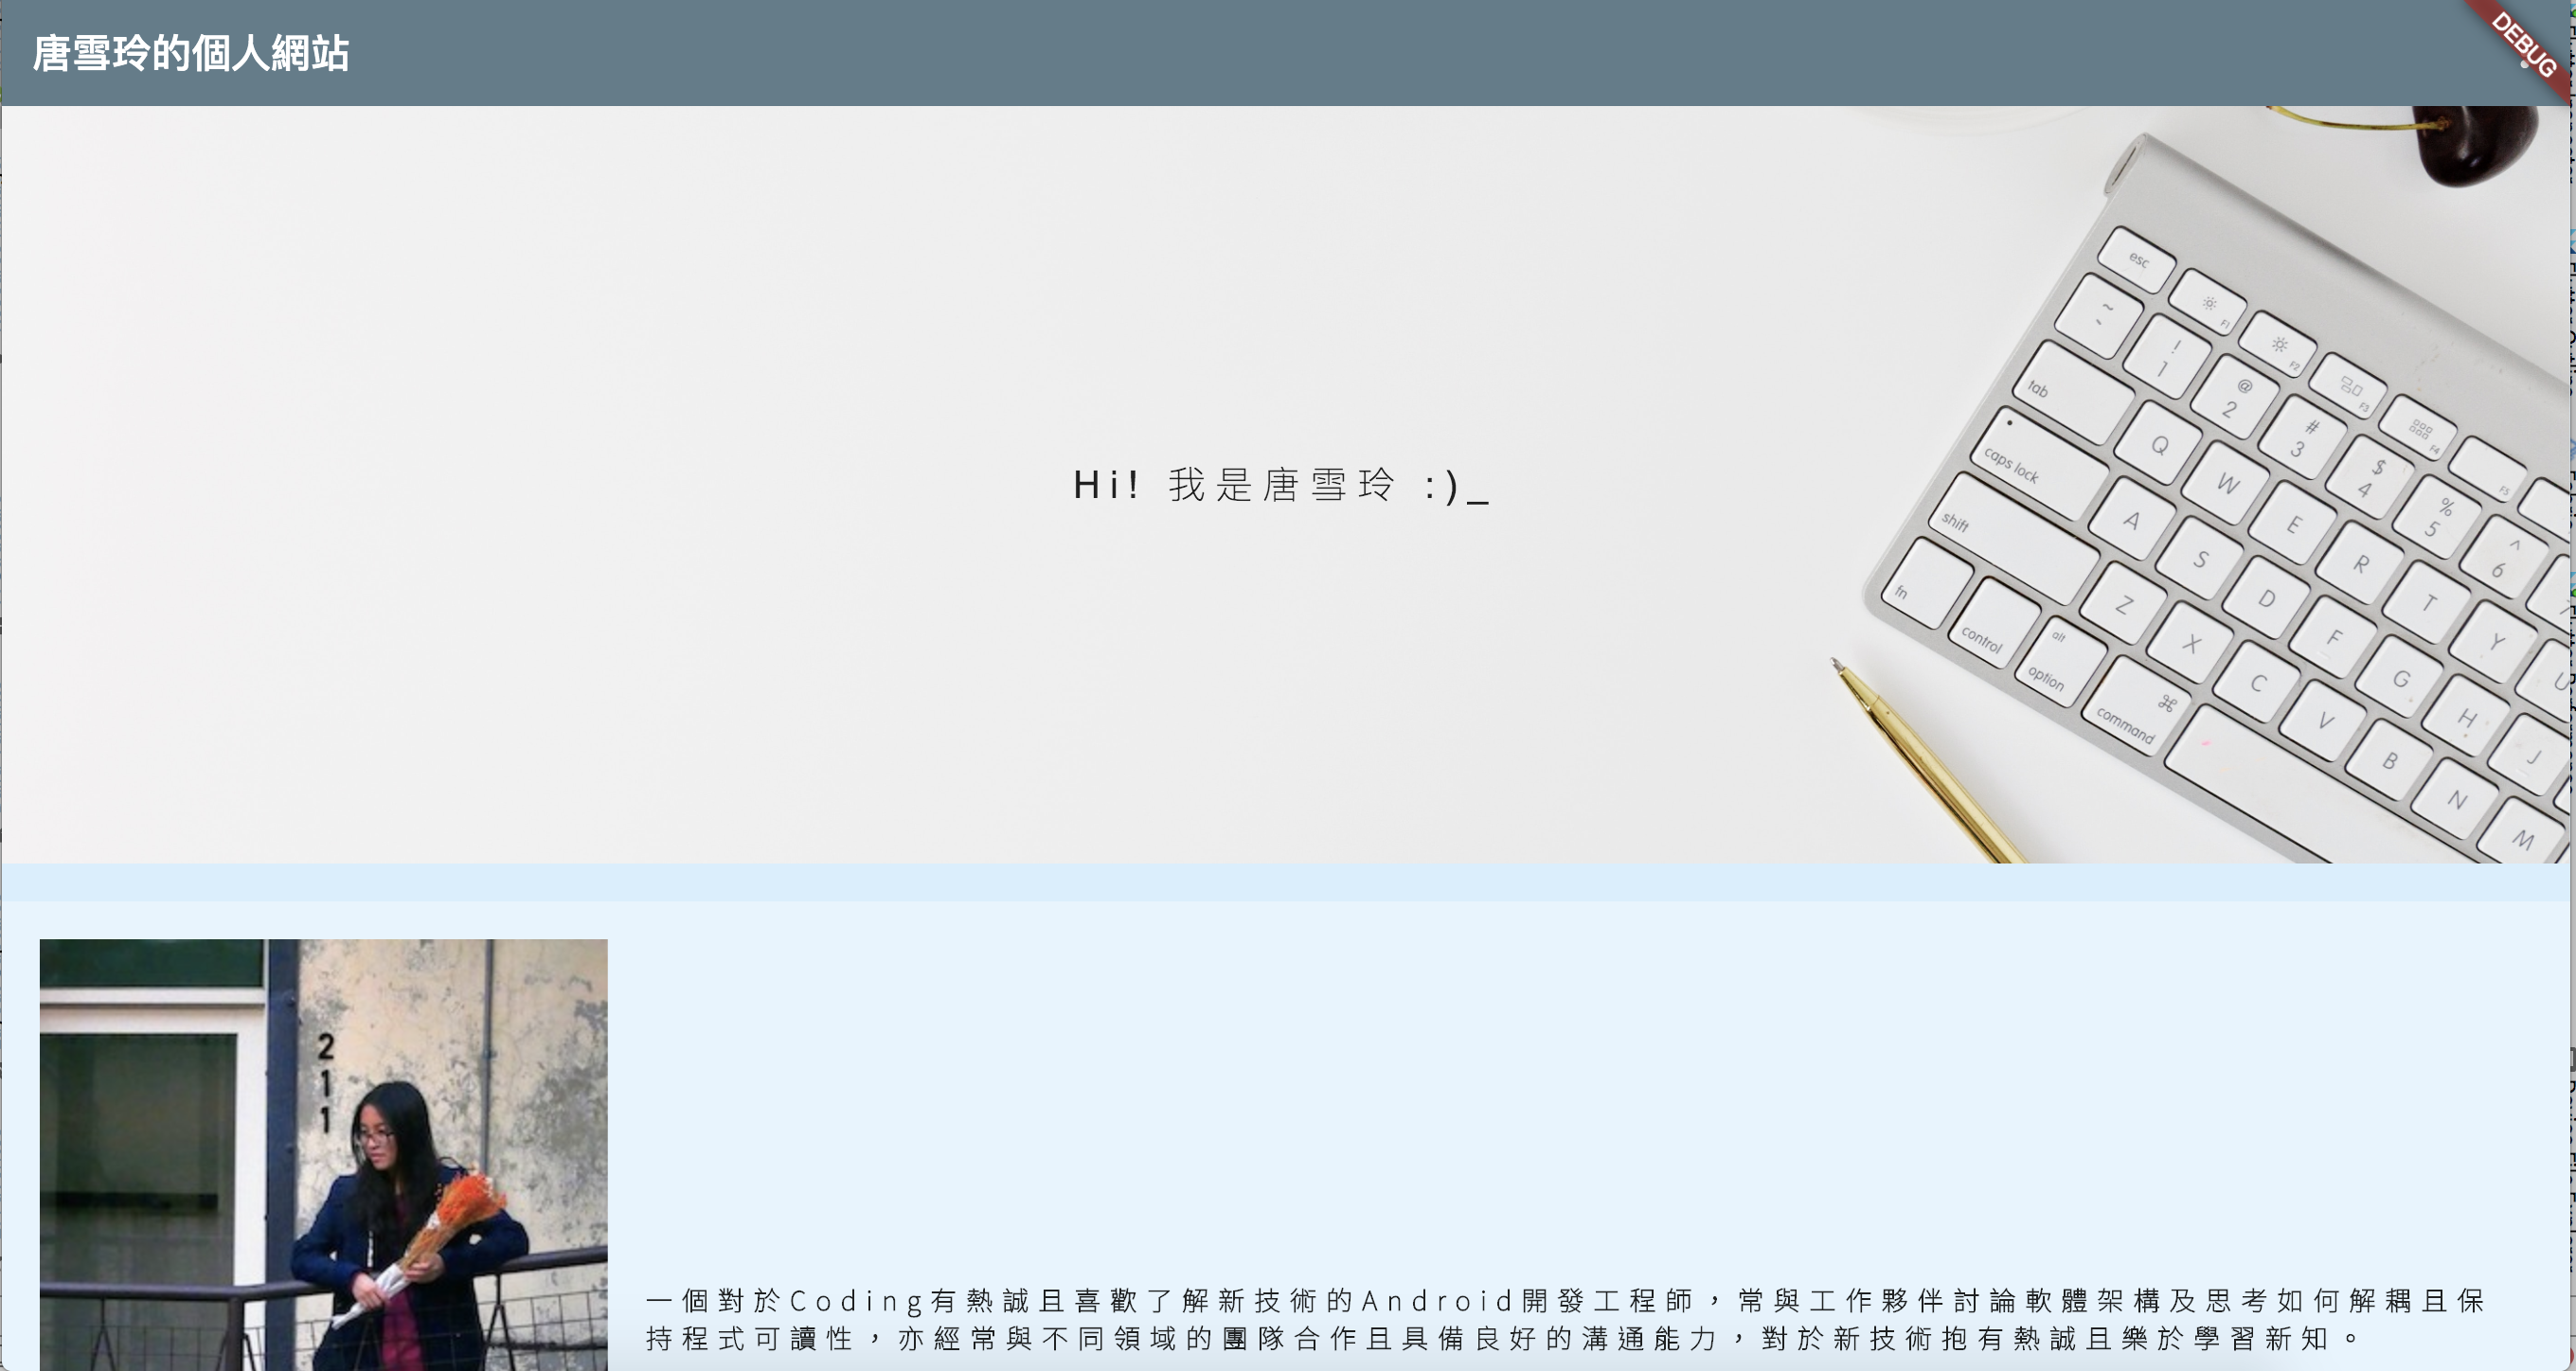 唐雪玲的個人網站
DEBUG
Hi! 我是唐雪玲 :)_
esc
F1
F2
F3
F4
F5
~
`
!
1
@
2
#
3
$
4
%
5
^
6
tab
Q
W
E
R
T
Y
U
caps lock
A
S
D
F
G
H
J
shift
Z
X
C
V
B
N
M
fn
control
alt
option
⌘
command
2
1
1
一個對於Coding有熱誠且喜歡了解新技術的Android開發工程師，常與工作夥伴討論軟體架構及思考如何解耦且保
持程式可讀性，亦經常與不同領域的團隊合作且具備良好的溝通能力，對於新技術抱有熱誠且樂於學習新知。